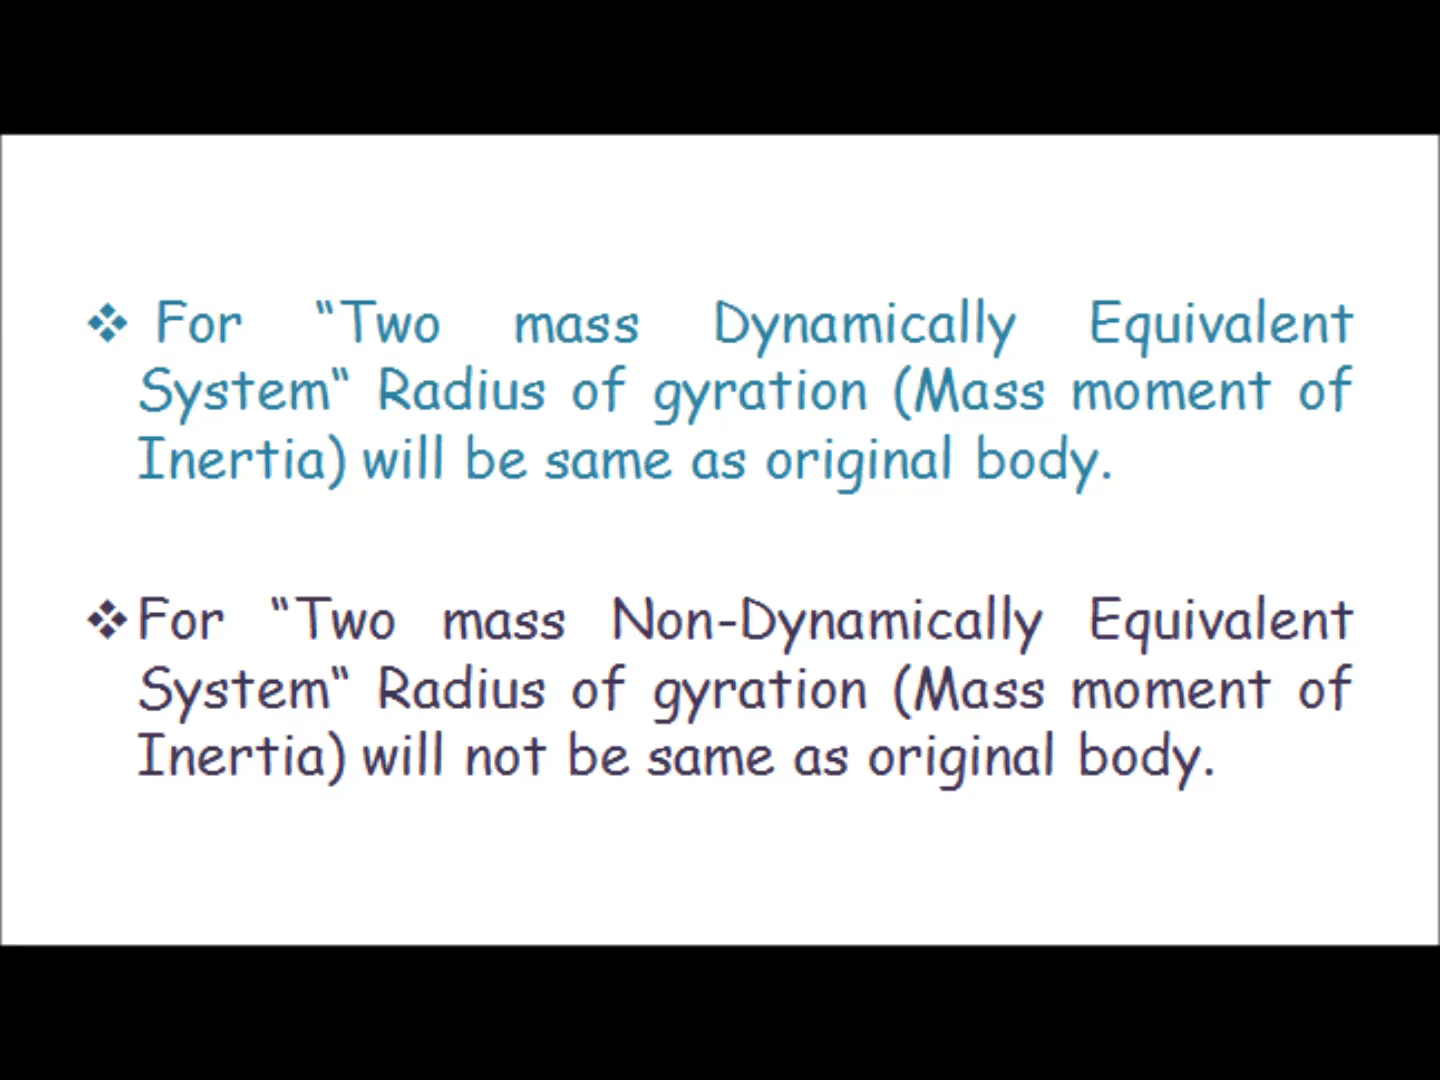 ❖ For “Two mass Dynamically Equivalent
System“ Radius of gyration (Mass moment of
Inertia) will be same as original body.
❖For “Two mass Non-Dynamically Equivalent
System“ Radius of gyration (Mass moment of
Inertia) will not be same as original body.